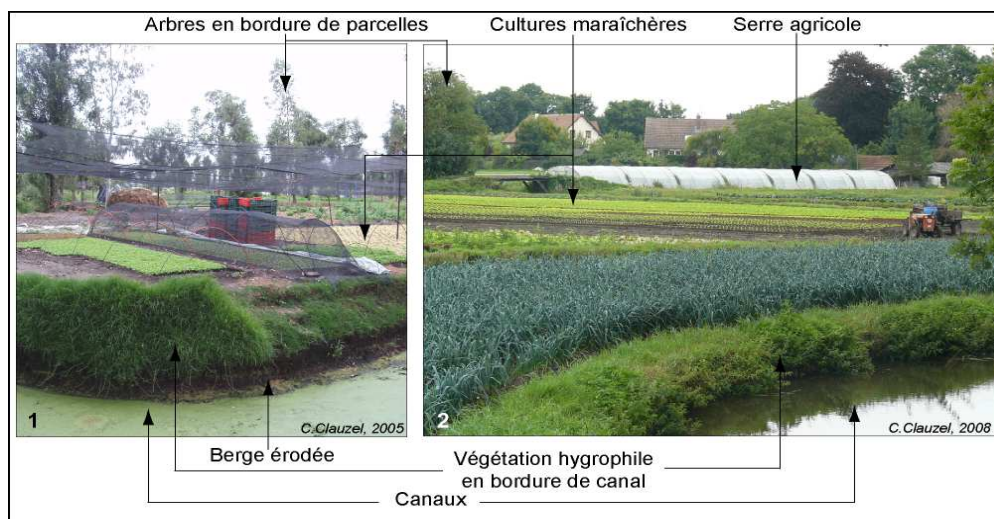 Arbres en bordure de parcelles
Cultures maraîchères
Serre agricole
1
C.Clauzel, 2005
2
C.Clauzel, 2008
Berge érodée
Végétation hygrophile
en bordure de canal
Canaux